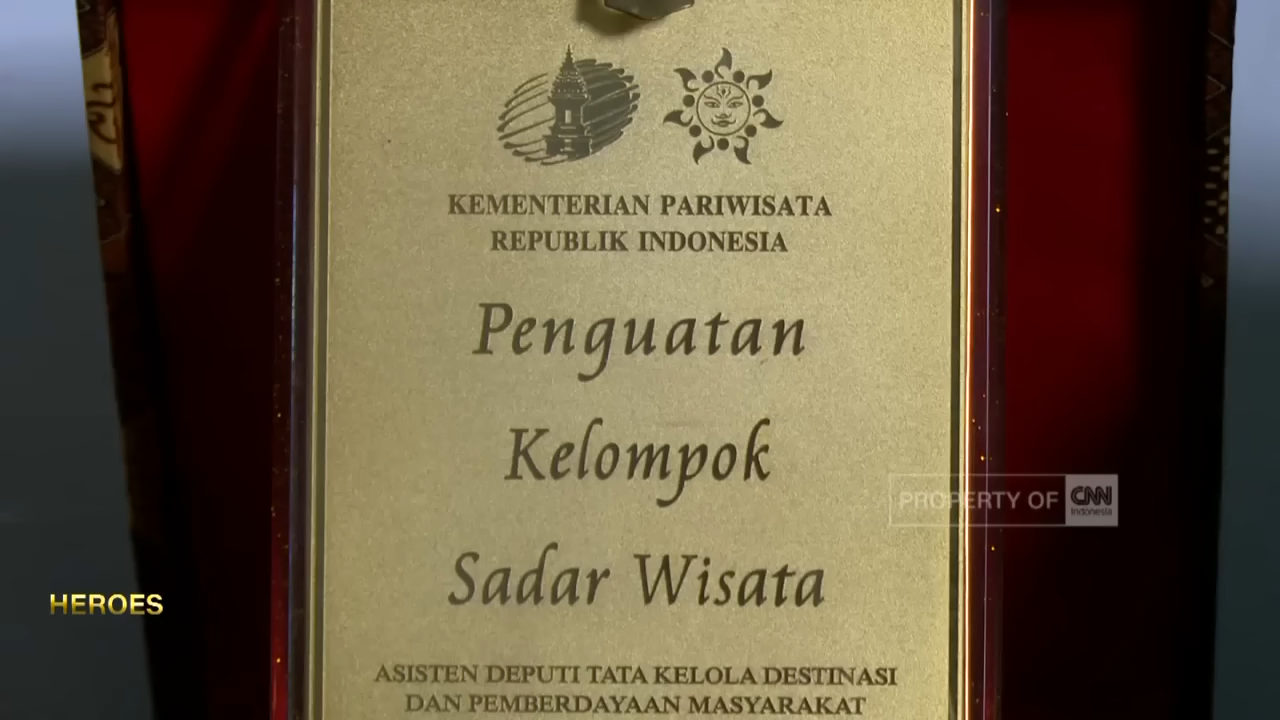 KEMENTERIAN PARIWISATA
REPUBLIK INDONESIA
Penguatan
Kelompok
PROPERTY OF CNN Indonesia
Sadar Wisata
HEROES
ASISTEN DEPUTI TATA KELOLA DESTINASI
DAN PEMBERDAYAAN MASYARAKAT